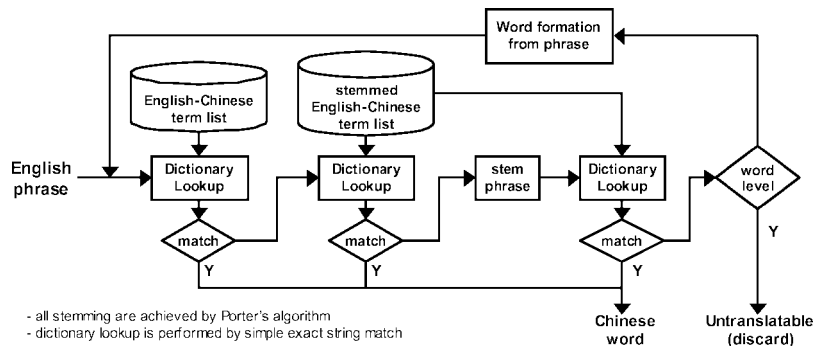 Word formation
from phrase
English-Chinese
term list
stemmed
English-Chinese
term list
English
phrase
Dictionary
Lookup
Dictionary
Lookup
stem
phrase
Dictionary
Lookup
word
level
match
match
match
Y
Y
Y
Y
- all stemming are achieved by Porter's algorithm
- dictionary lookup is performed by simple exact string match
Chinese
word
Untranslatable
(discard)